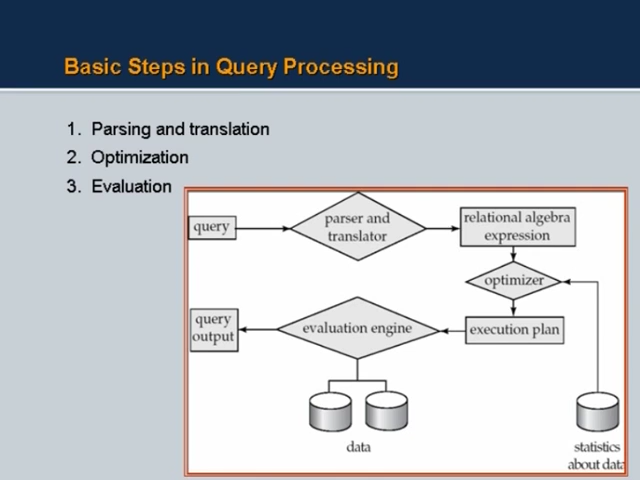 Basic Steps in Query Processing
1. Parsing and translation
2. Optimization
3. Evaluation
query
parser and
translator
relational algebra
expression
optimizer
query
output
evaluation engine
execution plan
data
statistics
about data